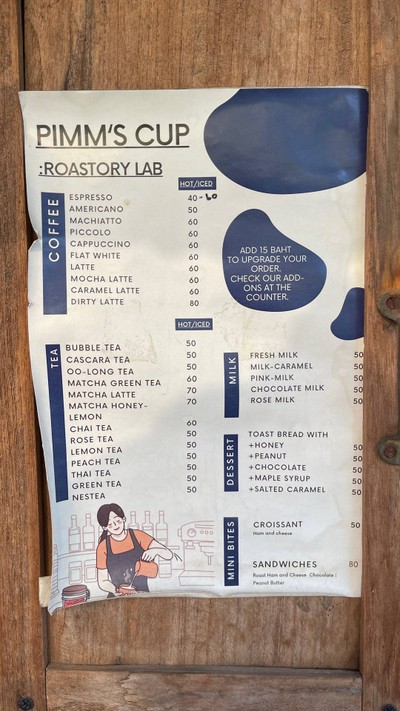 PIMM'S CUP
:ROASTORY LAB
HOT/ICED
COFFEE
ESPRESSO 40-60
AMERICANO 50
MACHIATTO 60
PICCOLO 60
CAPPUCCINO 60
FLAT WHITE 60
LATTE 60
MOCHA LATTE 60
CARAMEL LATTE 60
DIRTY LATTE 80
ADD 15 BAHT
TO UPGRADE YOUR
ORDER.
CHECK OUR ADD-
ONS AT THE
COUNTER.
HOT/ICED
TEA
BUBBLE TEA 50
CASCARA TEA 50
OO-LONG TEA 50
MATCHA GREEN TEA 60
MATCHA LATTE 70
MATCHA HONEY- 70
LEMON
CHAI TEA 60
ROSE TEA 50
LEMON TEA 50
PEACH TEA 50
THAI TEA 50
GREEN TEA 50
NESTEA 50
MILK
FRESH MILK 50
MILK-CARAMEL 50
PINK-MILK 50
CHOCOLATE MILK 50
ROSE MILK 50
DESSERT
TOAST BREAD WITH
+HONEY 50
+PEANUT 50
+CHOCOLATE 50
+MAPLE SYRUP 50
+SALTED CARAMEL 50
MINI BITES
CROISSANT 50
Ham and cheese
SANDWICHES 80
Roast Ham and Cheese Chocolate |
Peanut Butter